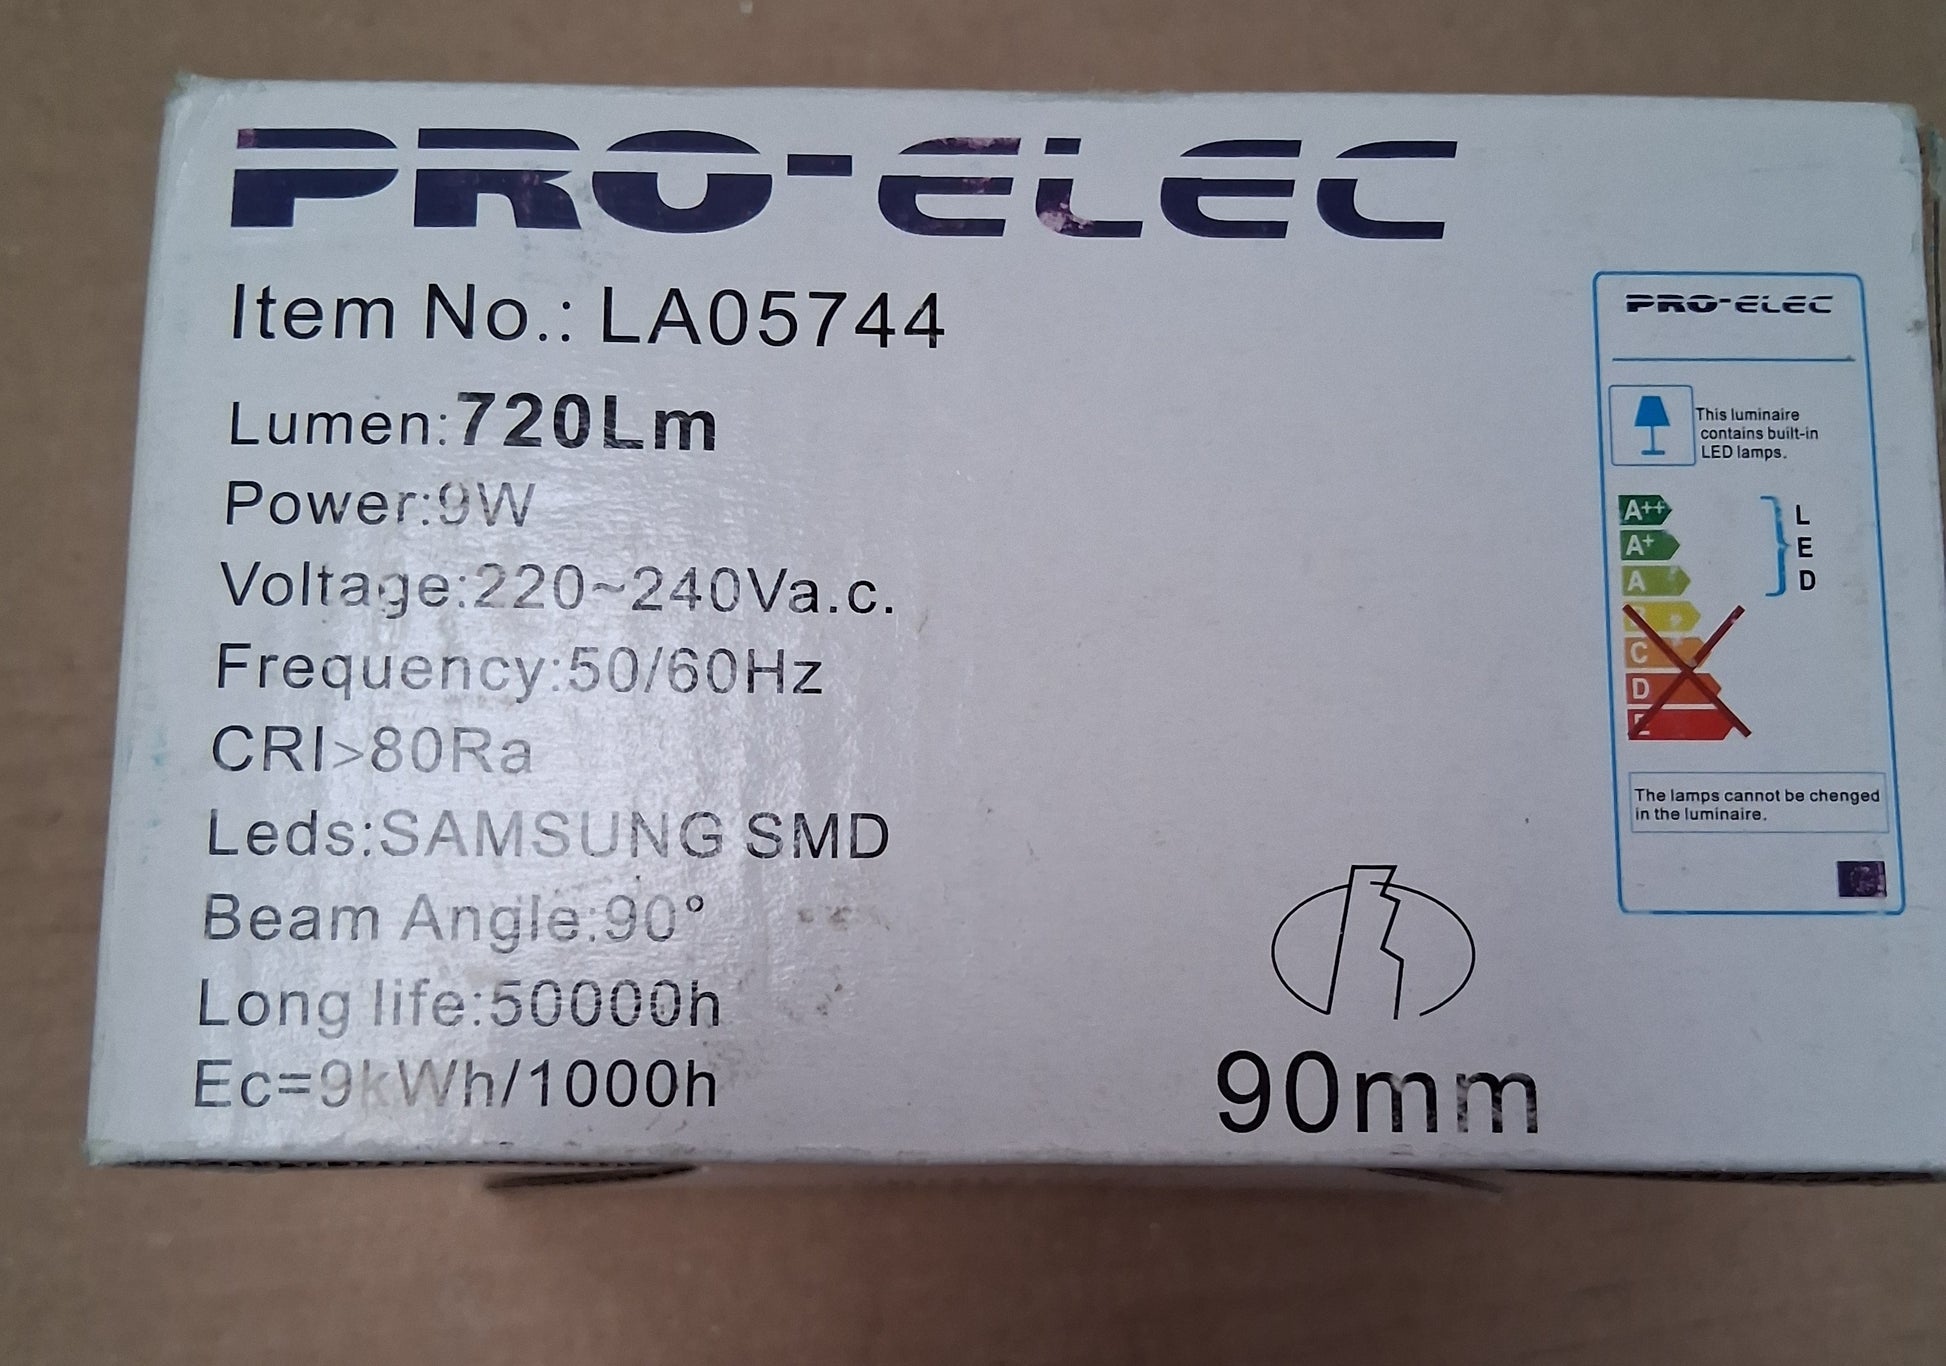 PRO-ELEC
Item No.: LA05744
Lumen:720Lm
Power:9W
Voltage:220~240Va.c.
Frequency:50/60Hz
CRI>80Ra
Leds:SAMSUNG SMD
Beam Angle:90°
Long life:50000h
Ec=9kWh/1000h
90mm
PRO-ELEC
This luminaire
contains built-in
LED lamps.
A++
A+
A
C
D
L
E
D
The lamps cannot be chenged
in the luminaire.